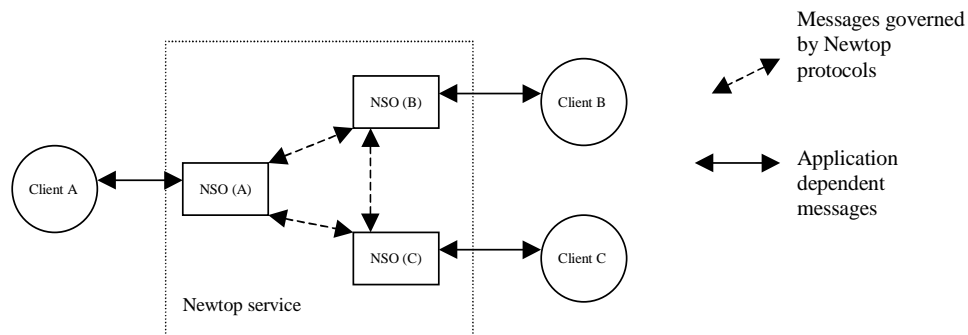 Messages governed
by Newtop
protocols
NSO (B)
Client B
Client A
NSO (A)
Application
dependent
messages
NSO (C)
Client C
Newtop service